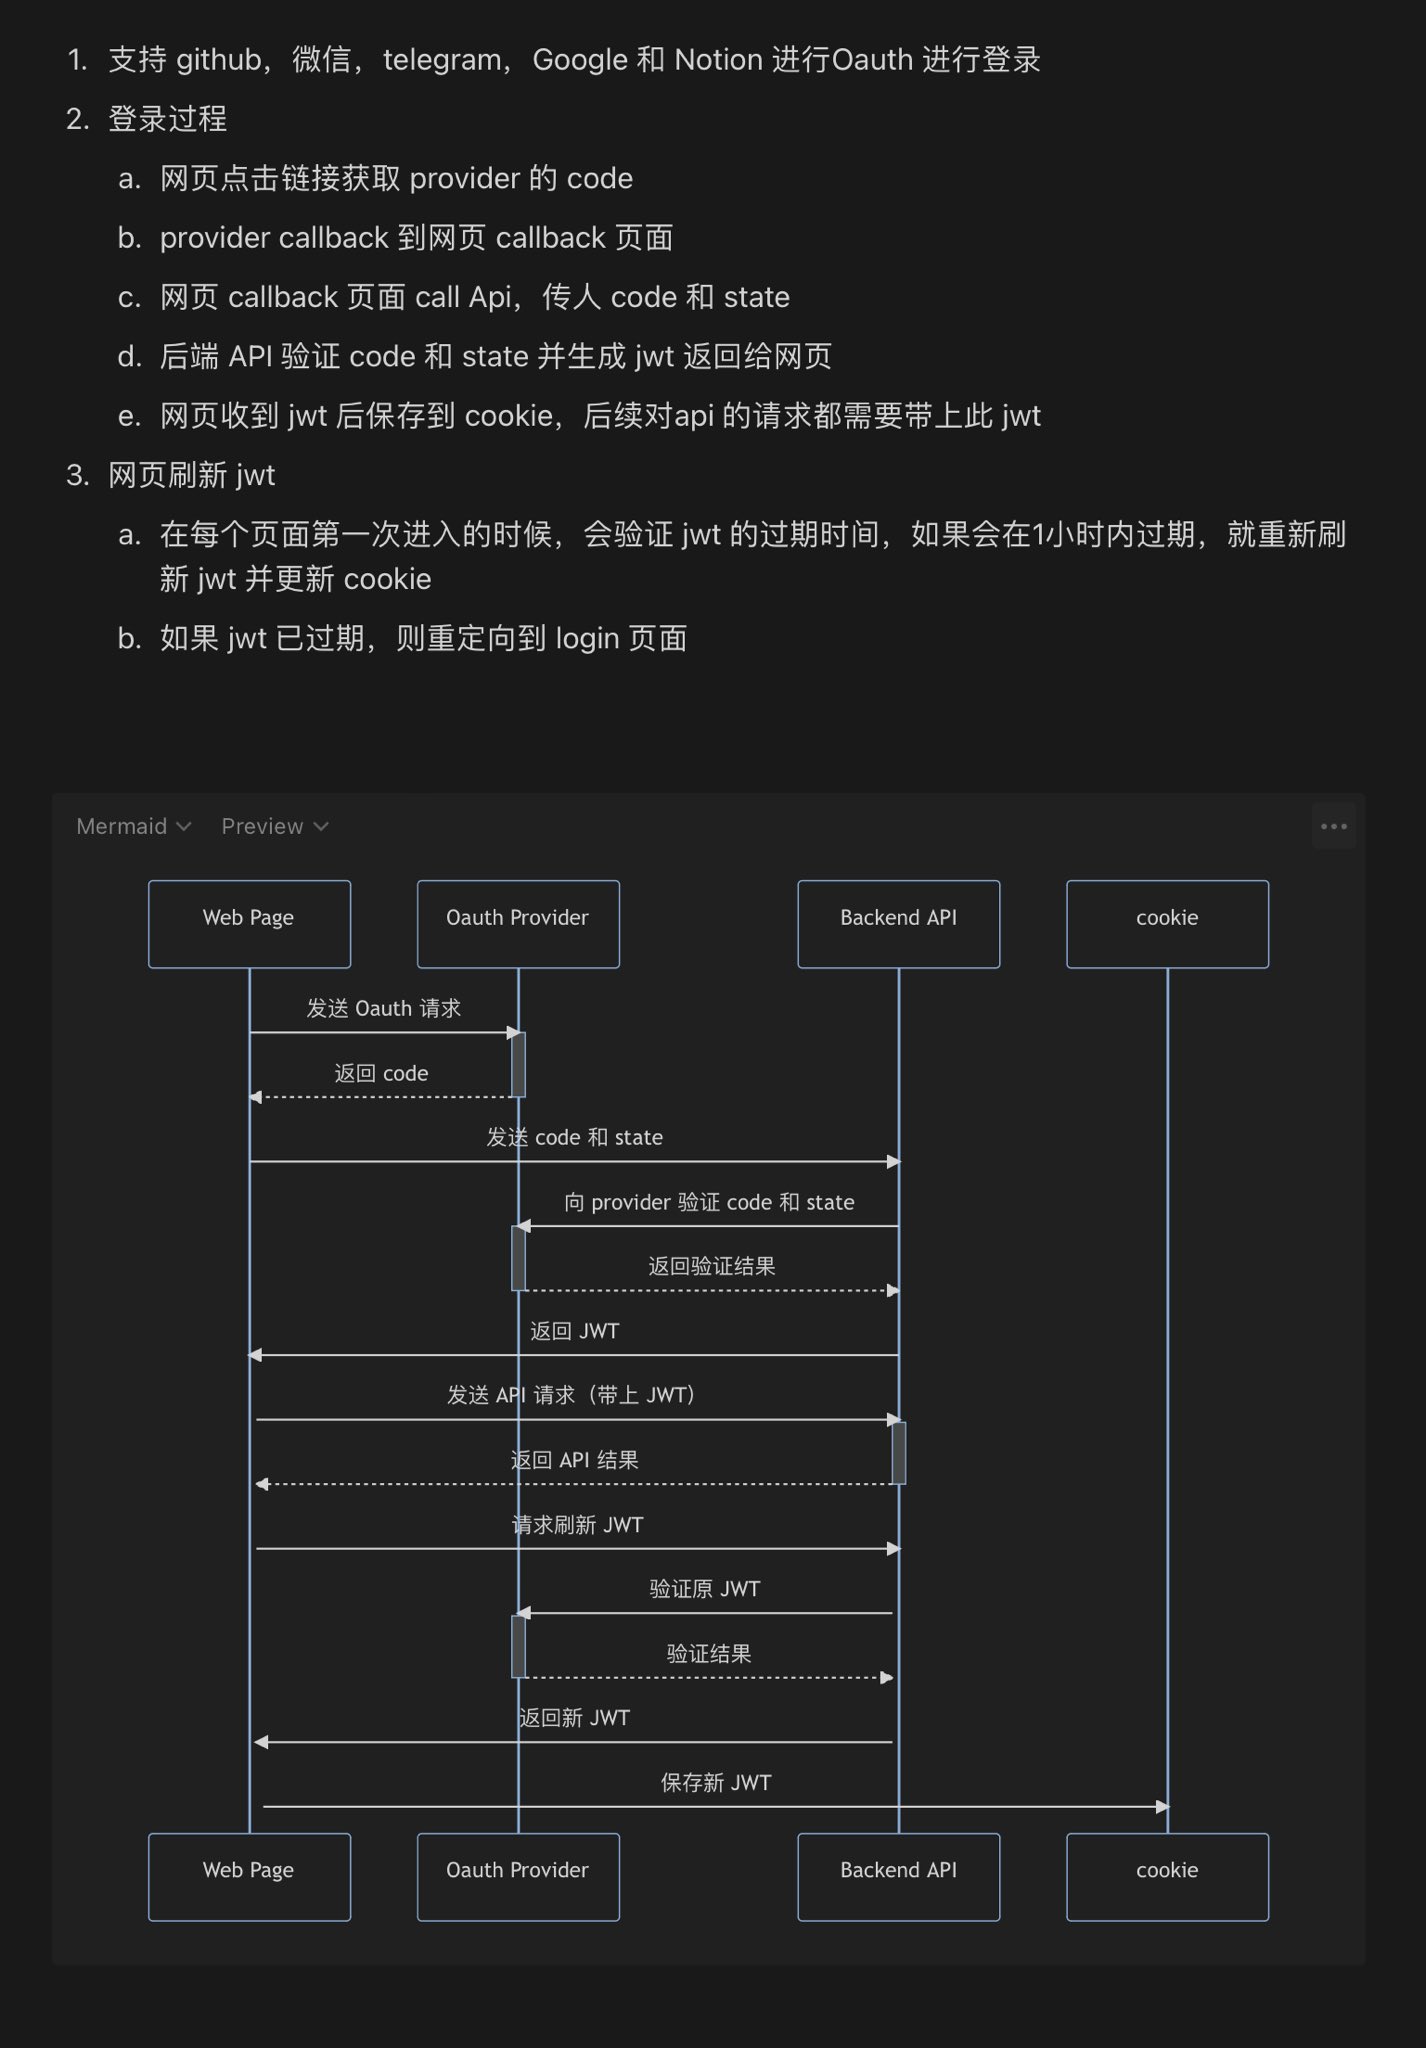 1. 支持 github，微信，telegram，Google 和 Notion 进行Oauth 进行登录
2. 登录过程
a. 网页点击链接获取 provider 的 code
b. provider callback 到网页 callback 页面
c. 网页 callback 页面 call Api，传人 code 和 state
d. 后端 API 验证 code 和 state 并生成 jwt 返回给网页
e. 网页收到 jwt 后保存到 cookie，后续对api 的请求都需要带上此 jwt
3. 网页刷新 jwt
a. 在每个页面第一次进入的时候，会验证 jwt 的过期时间，如果会在1小时内过期，就重新刷
新 jwt 并更新 cookie
b. 如果 jwt 已过期，则重定向到 login 页面
Mermaid Preview
Web Page Oauth Provider Backend API cookie
发送 Oauth 请求
返回 code
发送 code 和 state
向 provider 验证 code 和 state
返回验证结果
返回 JWT
发送 API 请求（带上 JWT）
返回 API 结果
请求刷新 JWT
验证原 JWT
验证结果
返回新 JWT
保存新 JWT
Web Page Oauth Provider Backend API cookie